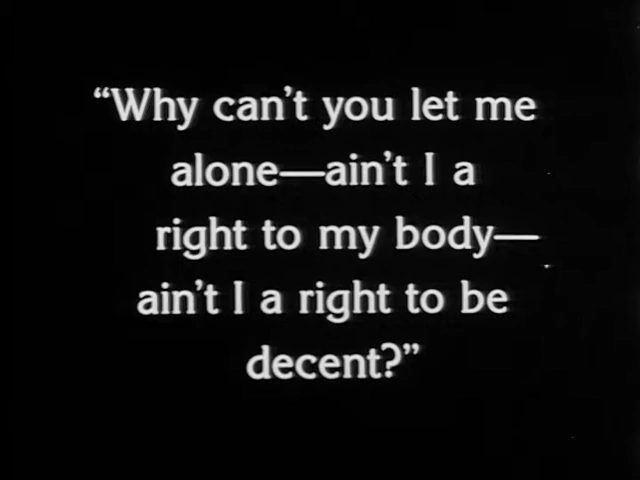 “Why can’t you let me
alone—ain’t I a
right to my body—
ain’t I a right to be
decent?”